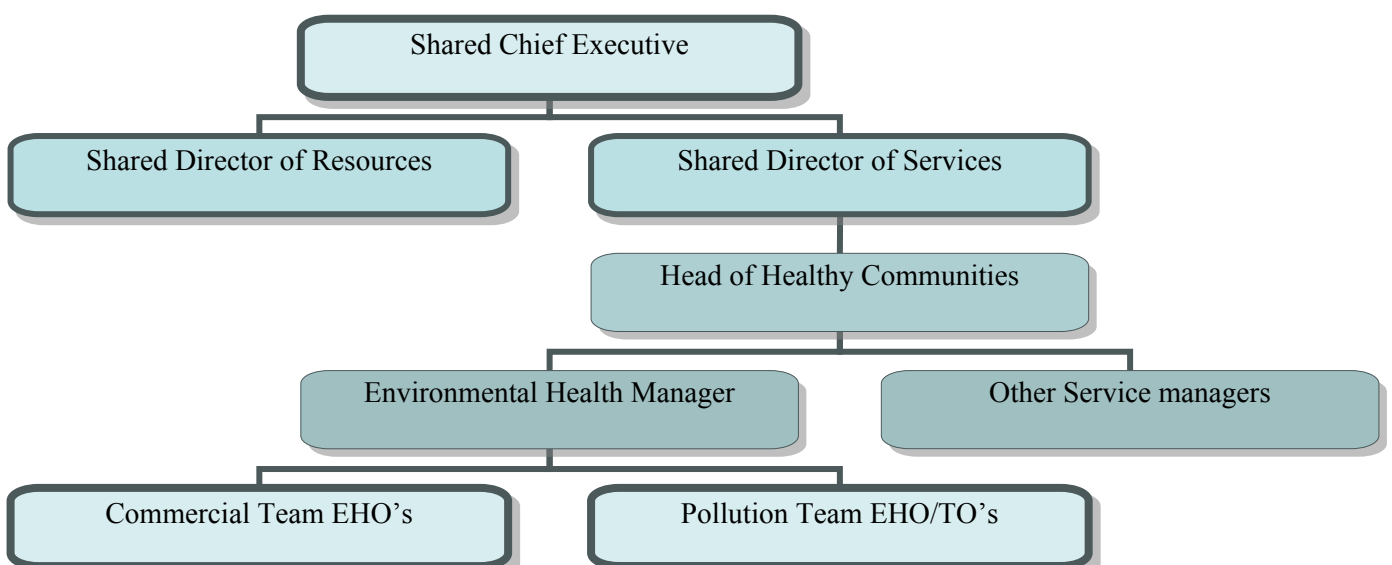 Shared Chief Executive
Shared Director of Resources
Shared Director of Services
Head of Healthy Communities
Environmental Health Manager
Other Service managers
Commercial Team EHO’s
Pollution Team EHO/TO’s